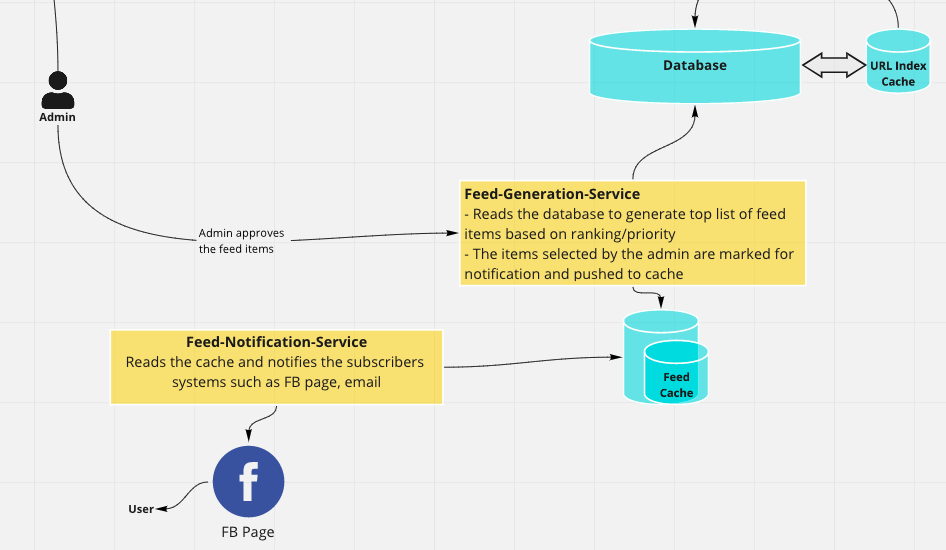 Database
URL Index
Cache
Admin
Feed-Generation-Service
- Reads the database to generate top list of feed
items based on ranking/priority
- The items selected by the admin are marked for
notification and pushed to cache
Admin approves
the feed items
Feed-Notification-Service
Reads the cache and notifies the subscribers
systems such as FB page, email
Feed
Cache
f
User
FB Page